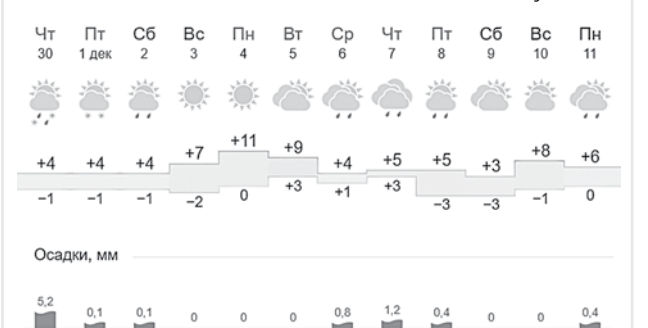 Чт Пт Сб Вс Пн Вт Ср Чт Пт Сб Вс Пн
30 1 дек 2 3 4 5 6 7 8 9 10 11
+4 +4 +4 +7 +11 +9 +4 +5 +5 +3 +8 +6
−1 −1 −1 −2 0 +3 +1 +3 −3 −3 −1 0
Осадки, мм
5,2 0,1 0,1 0 0 0 0,8 1,2 0,4 0 0 0,4